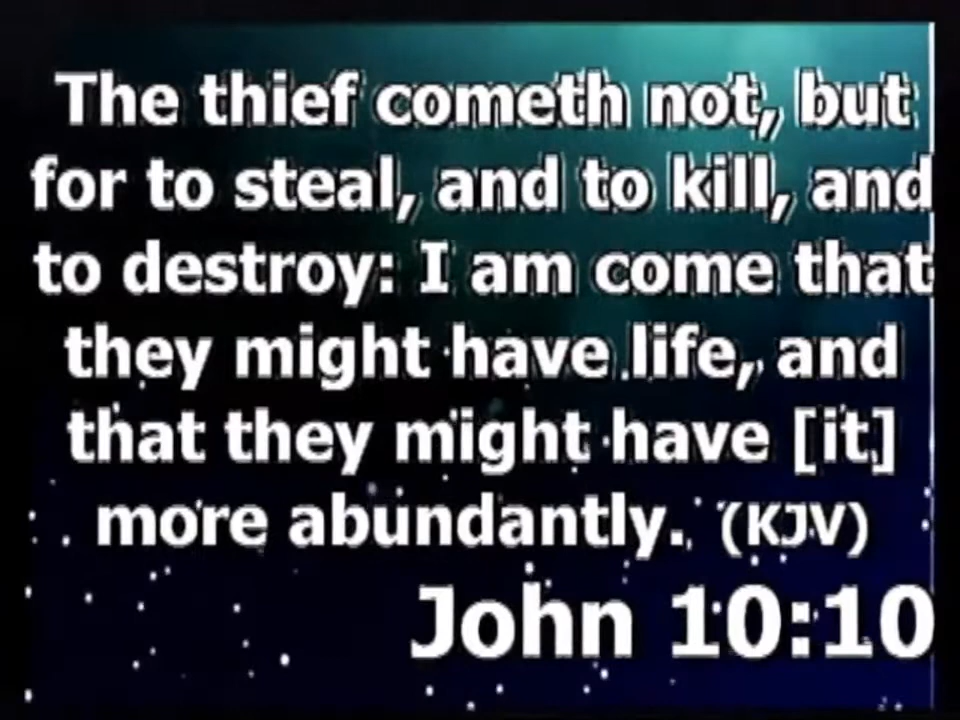 The thief cometh not, but
for to steal, and to kill, and
to destroy: I am come that
they might have life, and
that they might have [it]
more abundantly. (KJV)
John 10:10